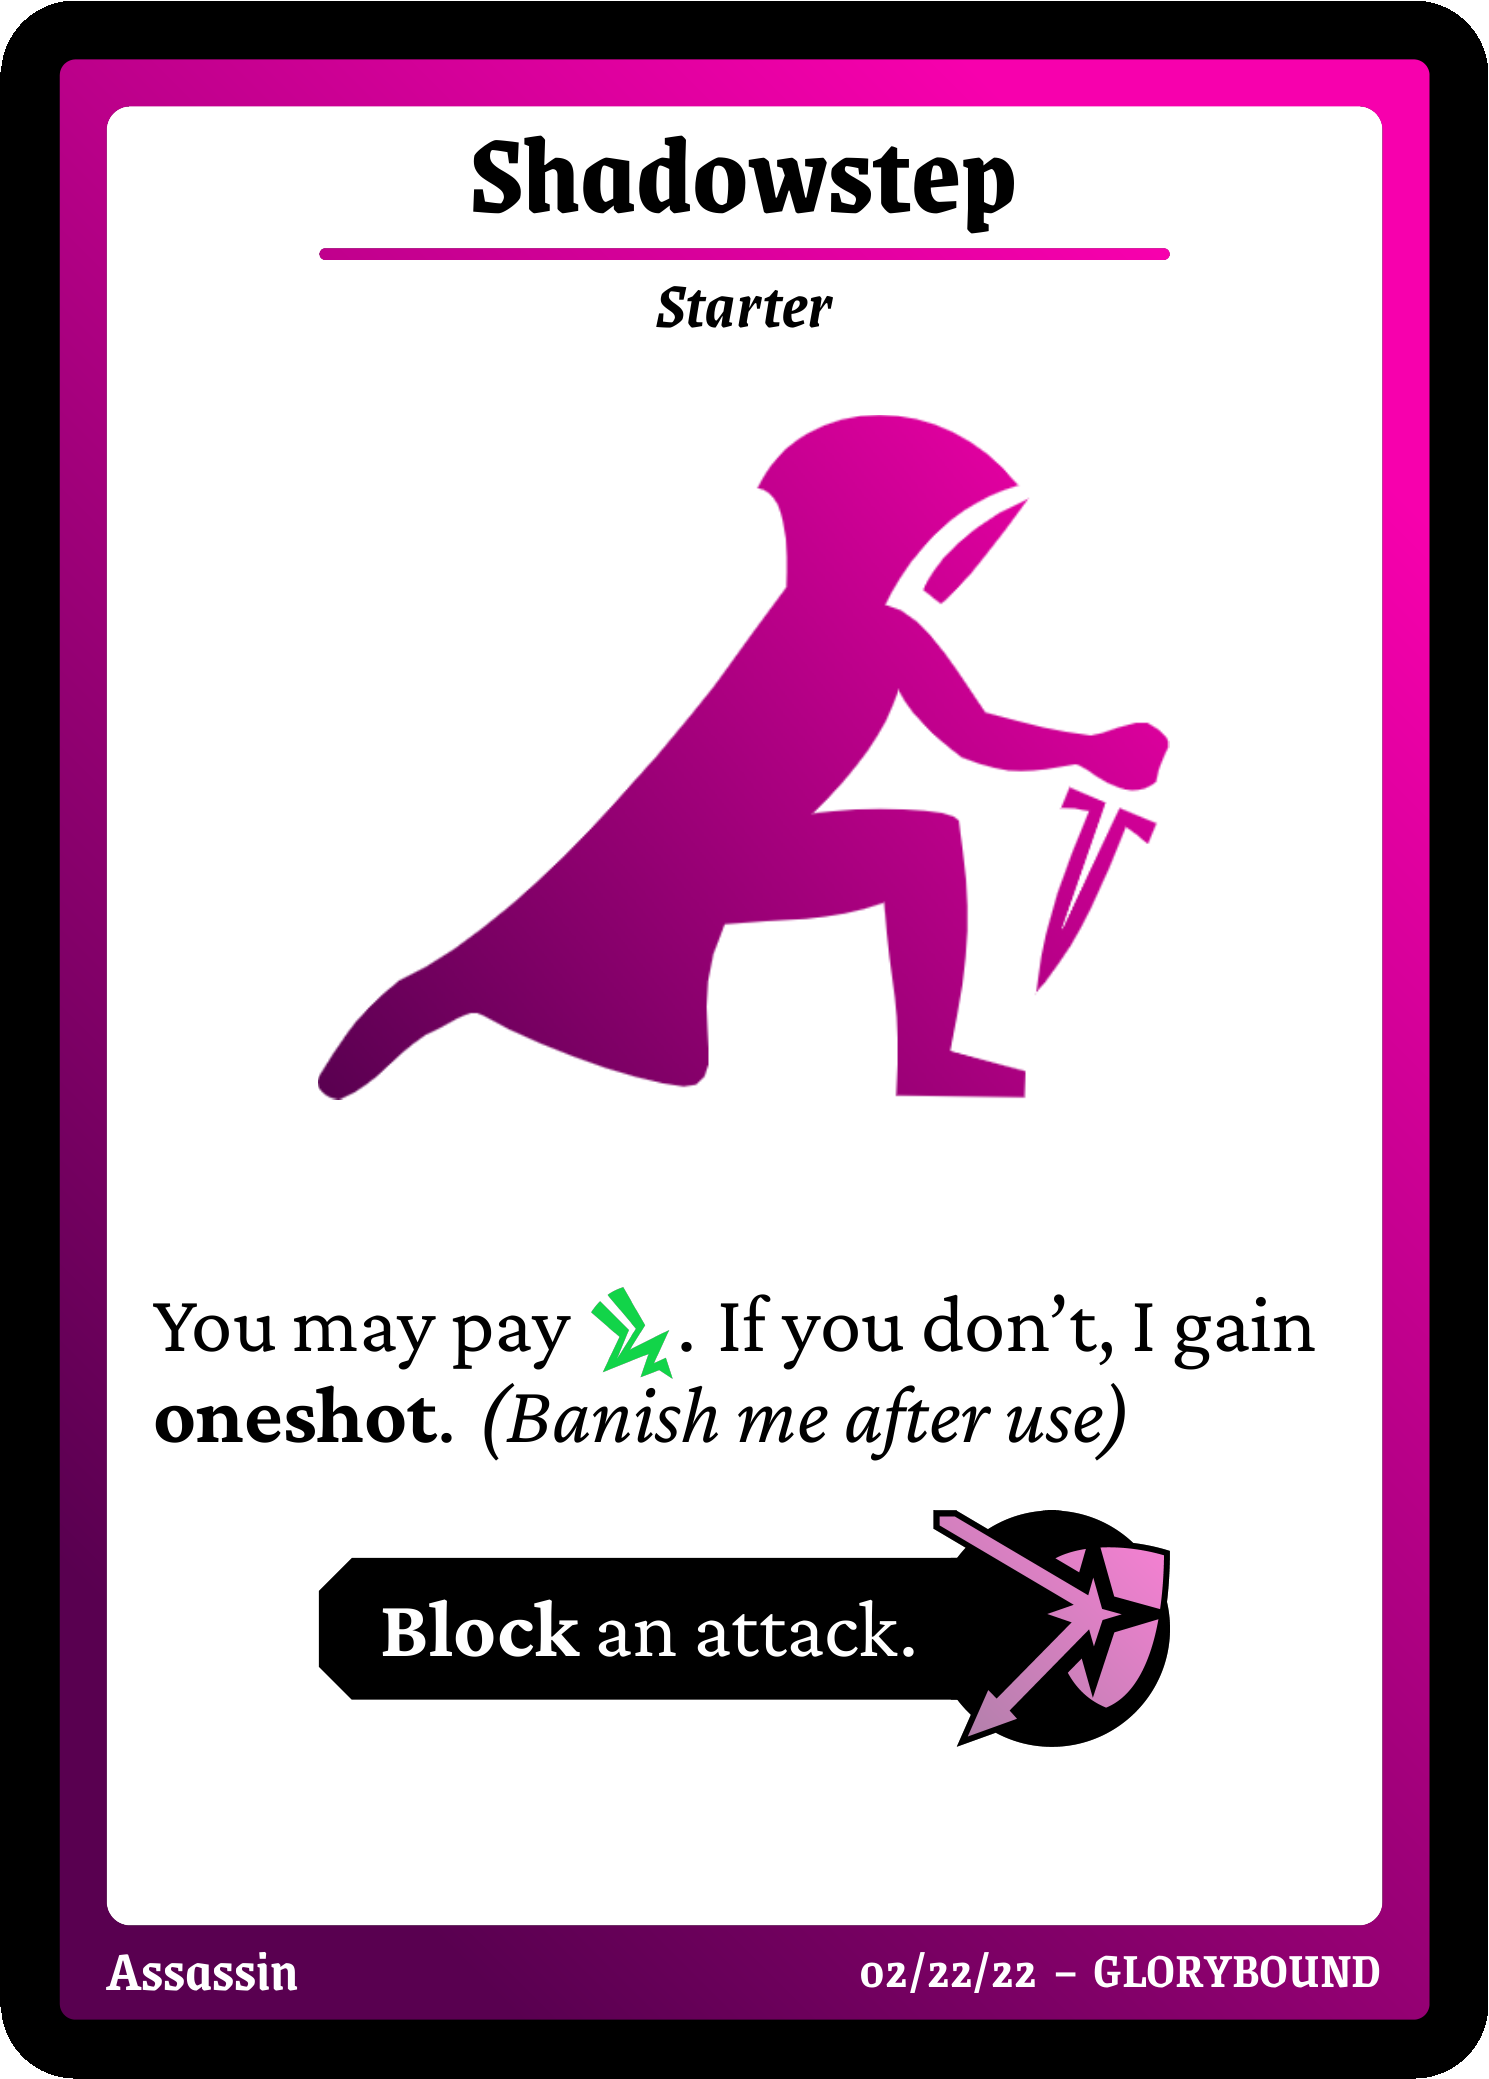 Shadowstep
Starter
You may pay . If you don’t, I gain
oneshot. (Banish me after use)
Block an attack.
Assassin
02/22/22 – GLORYBOUND